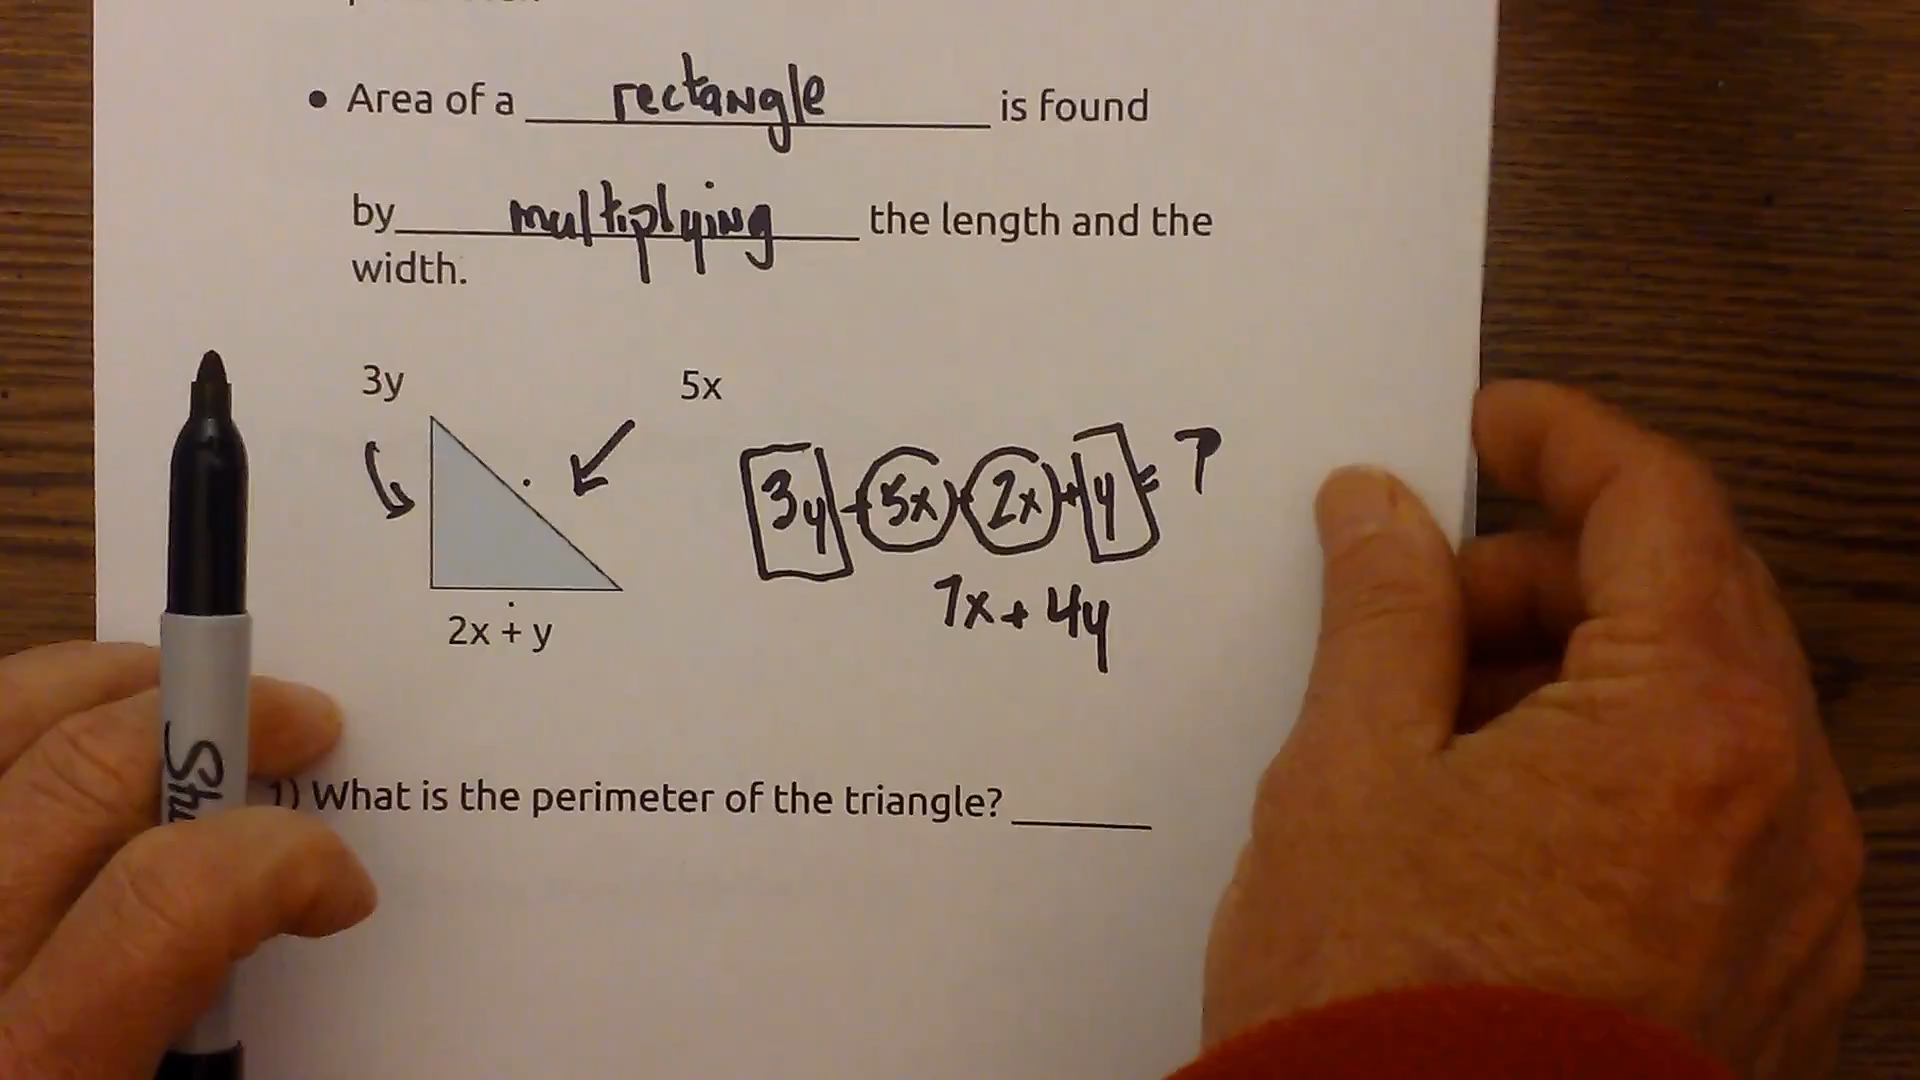 • Area of a rectangle is found
by multiplying the length and the
width.
3y 5x
3y + 5x + 2x + y = ?
7x + 4y
2x + y
1) What is the perimeter of the triangle? ______